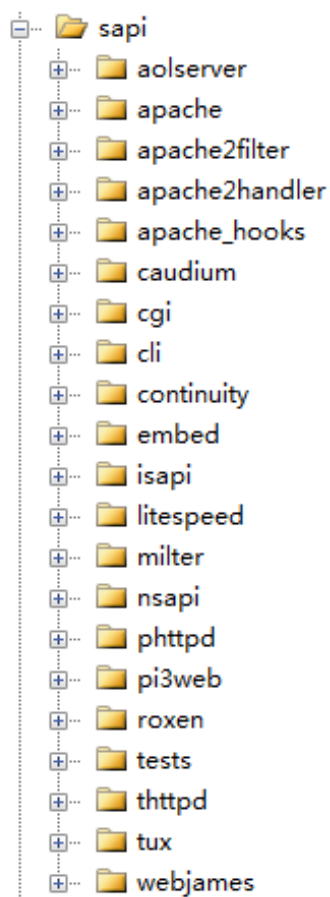 sapi
aolserver
apache
apache2filter
apache2handler
apache_hooks
caudium
cgi
cli
continuity
embed
isapi
litespeed
milter
nsapi
phttpd
pi3web
roxen
tests
thttpd
tux
webjames